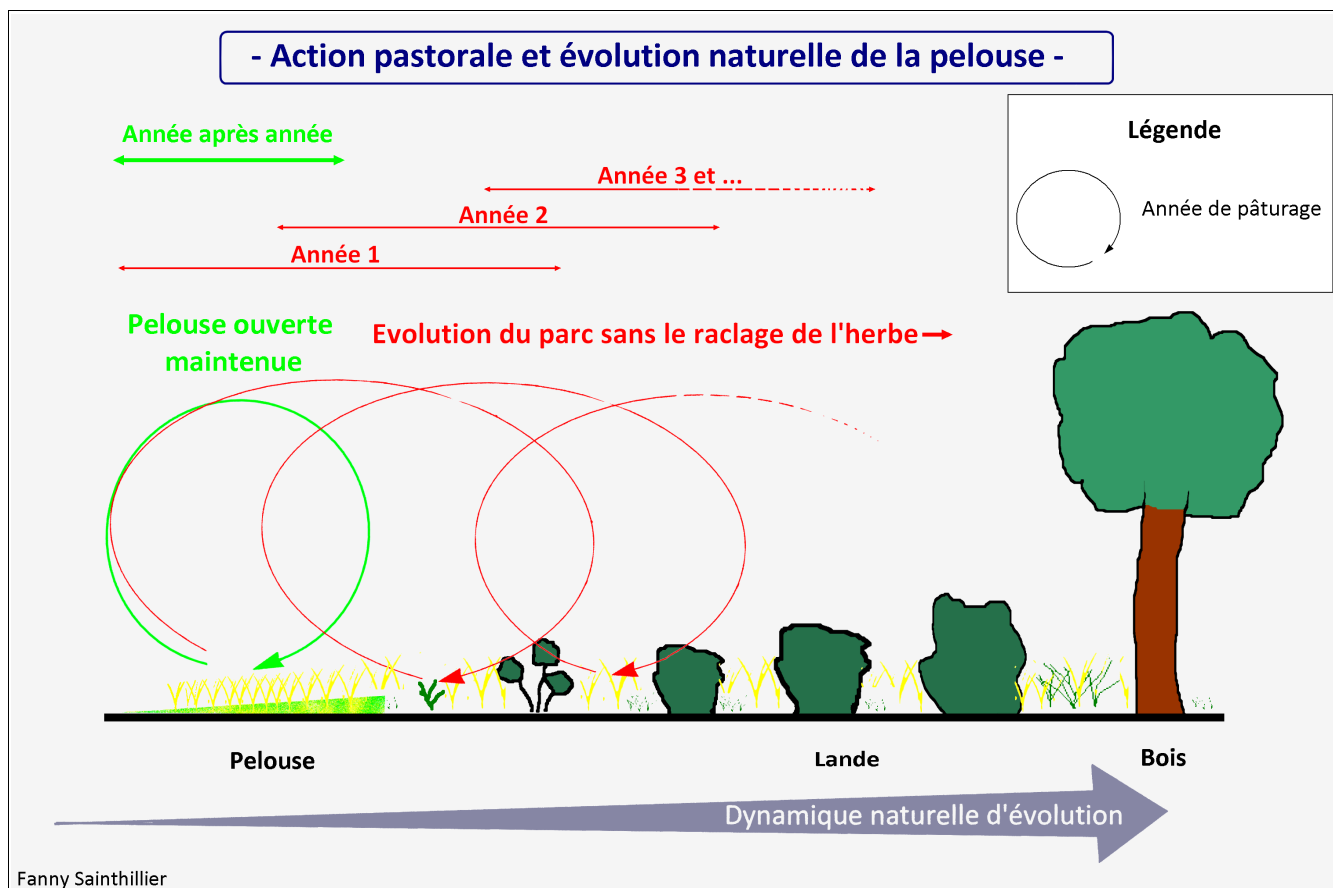 - Action pastorale et évolution naturelle de la pelouse -
Légende
Année de pâturage
Année après année
Année 3 et ...
Année 2
Année 1
Pelouse ouverte
maintenue
Evolution du parc sans le raclage de l'herbe
Pelouse
Lande
Bois
Dynamique naturelle d'évolution
Fanny Sainthillier